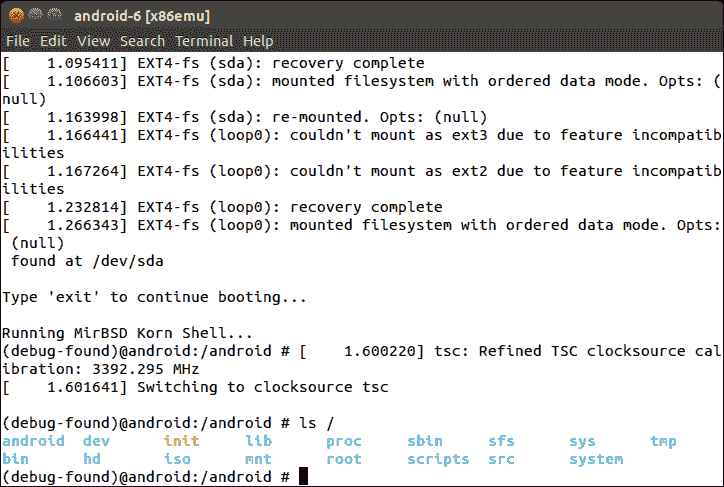 android-6 [x86emu]
File Edit View Search Terminal Help
[    1.095411] EXT4-fs (sda): recovery complete
[    1.106603] EXT4-fs (sda): mounted filesystem with ordered data mode. Opts: (
null)
[    1.163998] EXT4-fs (sda): re-mounted. Opts: (null)
[    1.166441] EXT4-fs (loop0): couldn't mount as ext3 due to feature incompatib
ilities
[    1.167264] EXT4-fs (loop0): couldn't mount as ext2 due to feature incompatib
ilities
[    1.232814] EXT4-fs (loop0): recovery complete
[    1.266343] EXT4-fs (loop0): mounted filesystem with ordered data mode. Opts:
 (null)
 found at /dev/sda
Type 'exit' to continue booting...
Running MirBSD Korn Shell...
(debug-found)@android:/android # [    1.600220] tsc: Refined TSC clocksource cal
ibration: 3392.295 MHz
[    1.601641] Switching to clocksource tsc
(debug-found)@android:/android # ls /
android  dev      init     lib      proc     sbin     sfs      sys      tmp
bin      hd       iso      mnt      root     scripts  src      system
(debug-found)@android:/android #